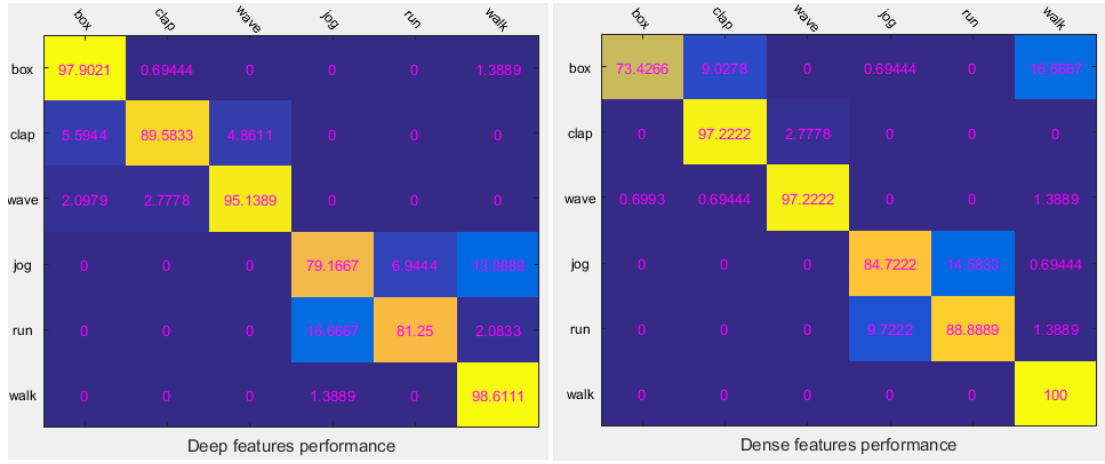 box clap wave jog run walk
box 97.9021 0.69444 0 0 0 1.3889
clap 5.5944 89.5833 4.8611 0 0 0
wave 2.0979 2.7778 95.1389 0 0 0
jog 0 0 0 79.1667 6.9444 13.8889
run 0 0 0 16.6667 81.25 2.0833
walk 0 0 0 1.3889 0 98.6111
Deep features performance
box clap wave jog run walk
box 73.4266 9.0278 0 0.69444 0 16.6667
clap 0 97.2222 2.7778 0 0 0
wave 0.6993 0.69444 97.2222 0 0 1.3889
jog 0 0 0 84.7222 14.5833 0.69444
run 0 0 0 9.7222 88.8889 1.3889
walk 0 0 0 0 0 100
Dense features performance